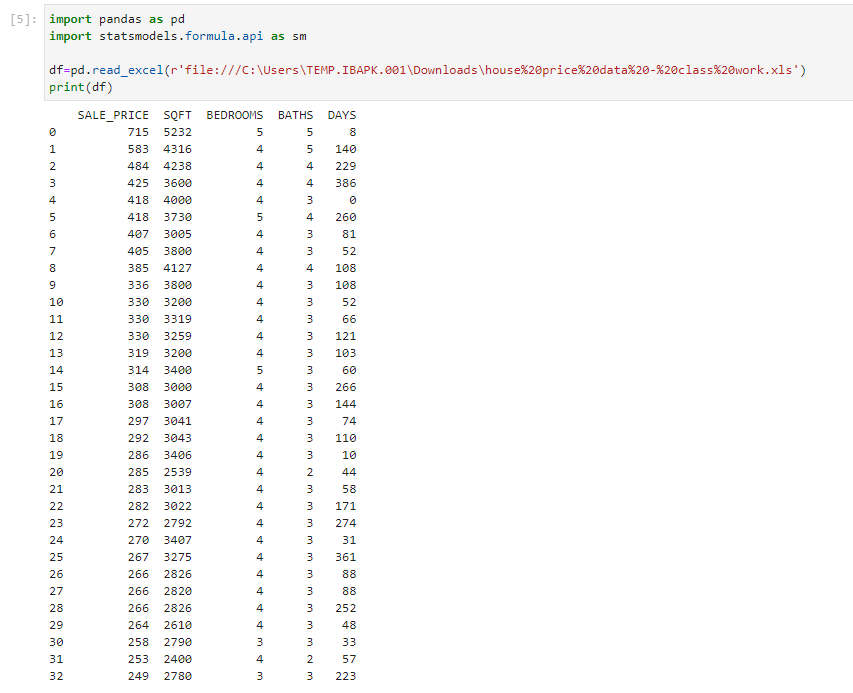 [5]: import pandas as pd
import statsmodels.formula.api as sm
df=pd.read_excel(r'file:///C:\Users\TEMP.IBAPK.001\Downloads\house%20price%20data%20-%20class%20work.xls')
print(df)
SALE_PRICE SQFT BEDROOMS BATHS DAYS
0 715 5232 5 5 8
1 583 4316 4 5 140
2 484 4238 4 4 229
3 425 3600 4 4 386
4 418 4000 4 3 0
5 418 3730 5 4 260
6 407 3005 4 3 81
7 405 3800 4 3 52
8 385 4127 4 4 108
9 336 3800 4 3 108
10 330 3200 4 3 52
11 330 3319 4 3 66
12 330 3259 4 3 121
13 319 3200 4 3 103
14 314 3400 5 3 60
15 308 3000 4 3 266
16 308 3007 4 3 144
17 297 3041 4 3 74
18 292 3043 4 3 110
19 286 3406 4 3 10
20 285 2539 4 2 44
21 283 3013 4 3 58
22 282 3022 4 3 171
23 272 2792 4 3 274
24 270 3407 4 3 31
25 267 3275 4 3 361
26 266 2826 4 3 88
27 266 2820 4 3 88
28 266 2826 4 3 252
29 264 2610 4 3 48
30 258 2790 3 3 33
31 253 2400 4 2 57
32 249 2780 3 3 223